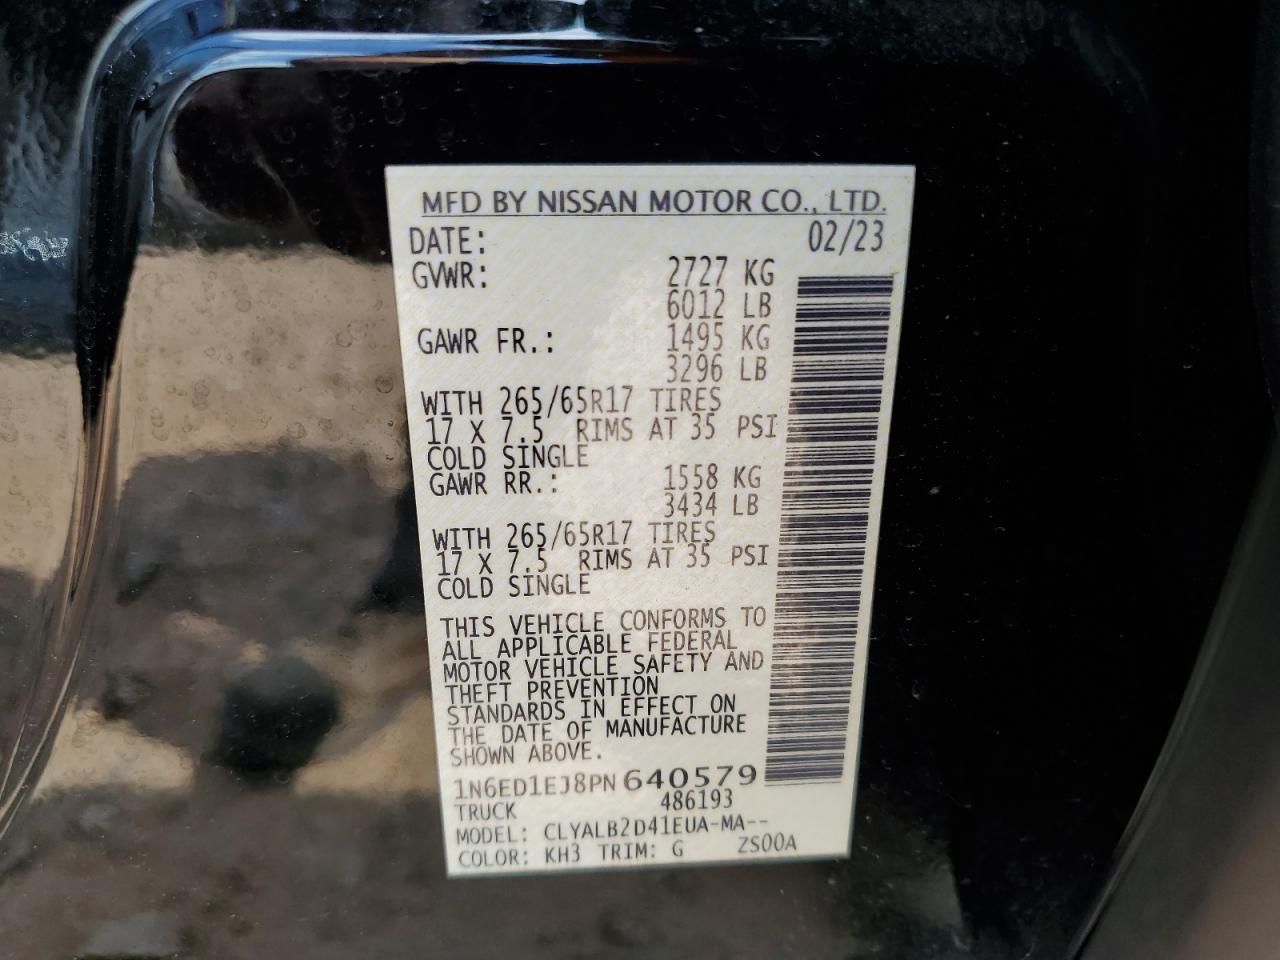 MFD BY NISSAN MOTOR CO., LTD.
DATE: 02/23
GVWR: 2727 KG
6012 LB
GAWR FR.: 1495 KG
3296 LB
WITH 265/65R17 TIRES
17 X 7.5 RIMS AT 35 PSI
COLD SINGLE
GAWR RR.: 1558 KG
3434 LB
WITH 265/65R17 TIRES
17 X 7.5 RIMS AT 35 PSI
COLD SINGLE
THIS VEHICLE CONFORMS TO
ALL APPLICABLE FEDERAL
MOTOR VEHICLE SAFETY AND
THEFT PREVENTION
STANDARDS IN EFFECT ON
THE DATE OF MANUFACTURE
SHOWN ABOVE.
1N6ED1EJ8PN640579
TRUCK 486193
MODEL: CLYALB2D41EUA-MA--
COLOR: KH3 TRIM: G ZS00A